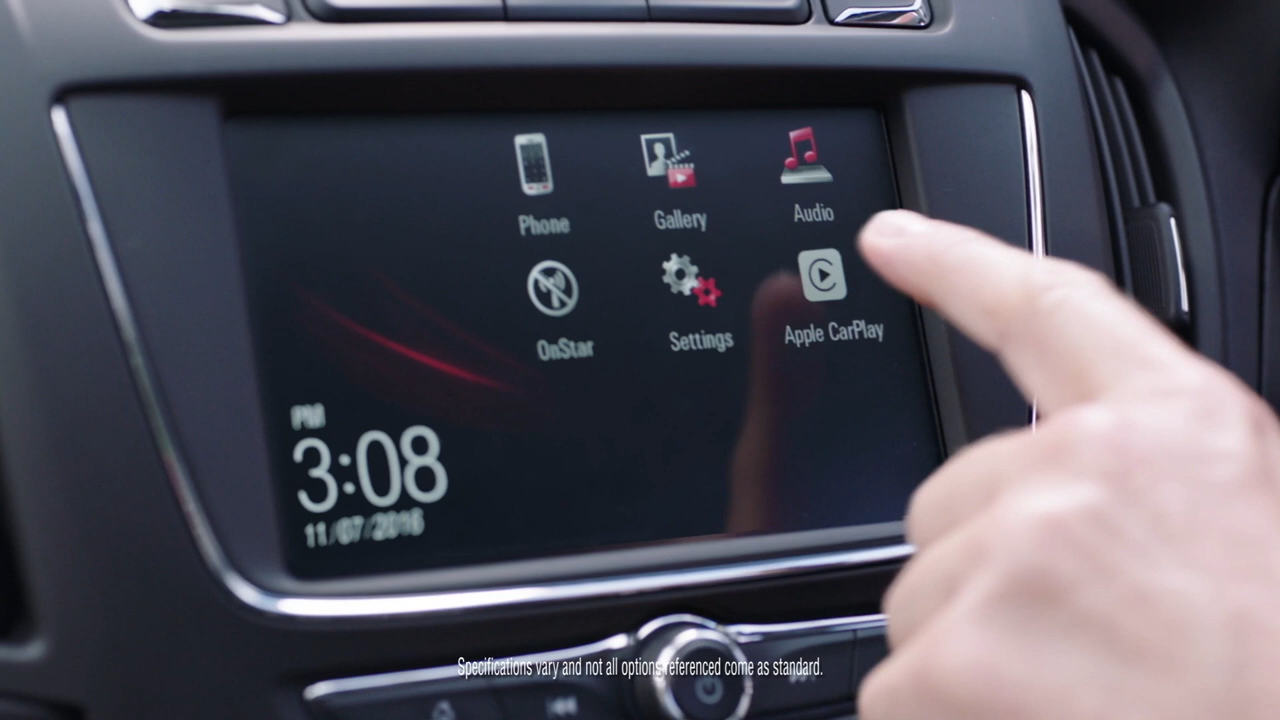 Phone
Gallery
Audio
OnStar
Settings
Apple CarPlay
PM
3:08
11/07/2016
Specifications vary and not all options referenced come as standard.